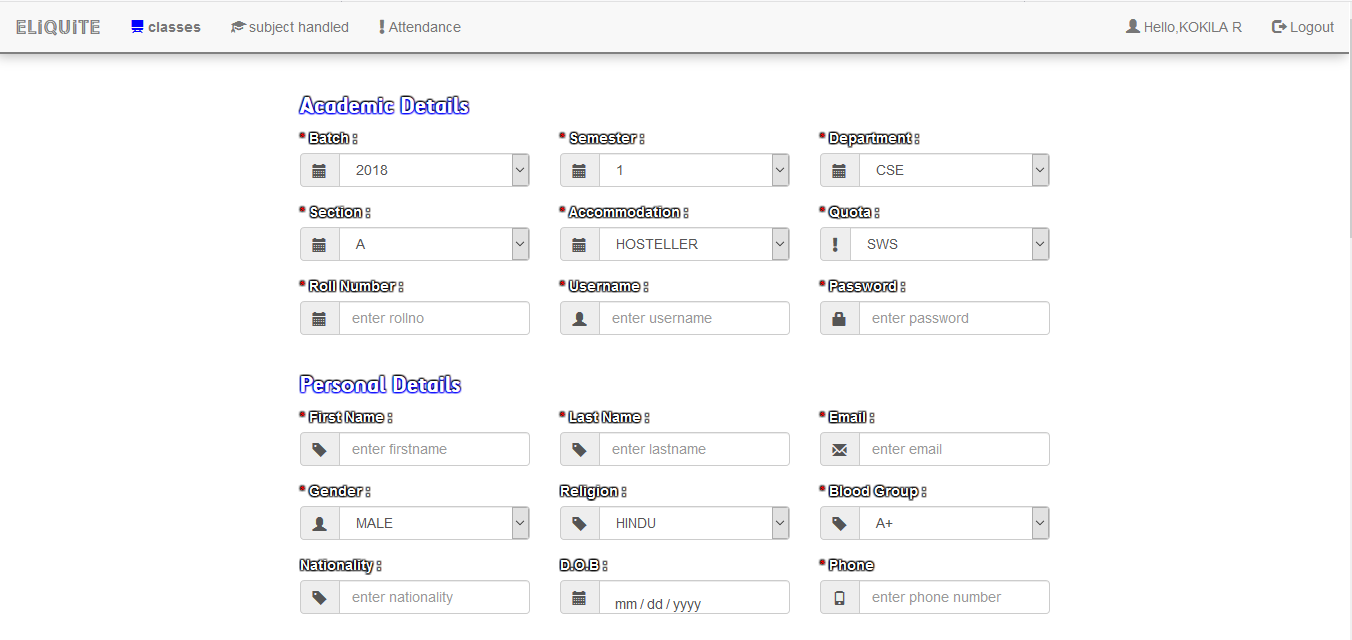 ELiQUiTE classes subject handled Attendance Hello,KOKILA R Logout
Academic Details
* Batch : * Semester : * Department :
2018 1 CSE
* Section : * Accommodation : * Quota :
A HOSTELLER SWS
* Roll Number : * Username : * Password :
enter rollno enter username enter password
Personal Details
* First Name : * Last Name : * Email :
enter firstname enter lastname enter email
* Gender : Religion : * Blood Group :
MALE HINDU A+
Nationality : D.O.B : * Phone
enter nationality mm / dd / yyyy enter phone number